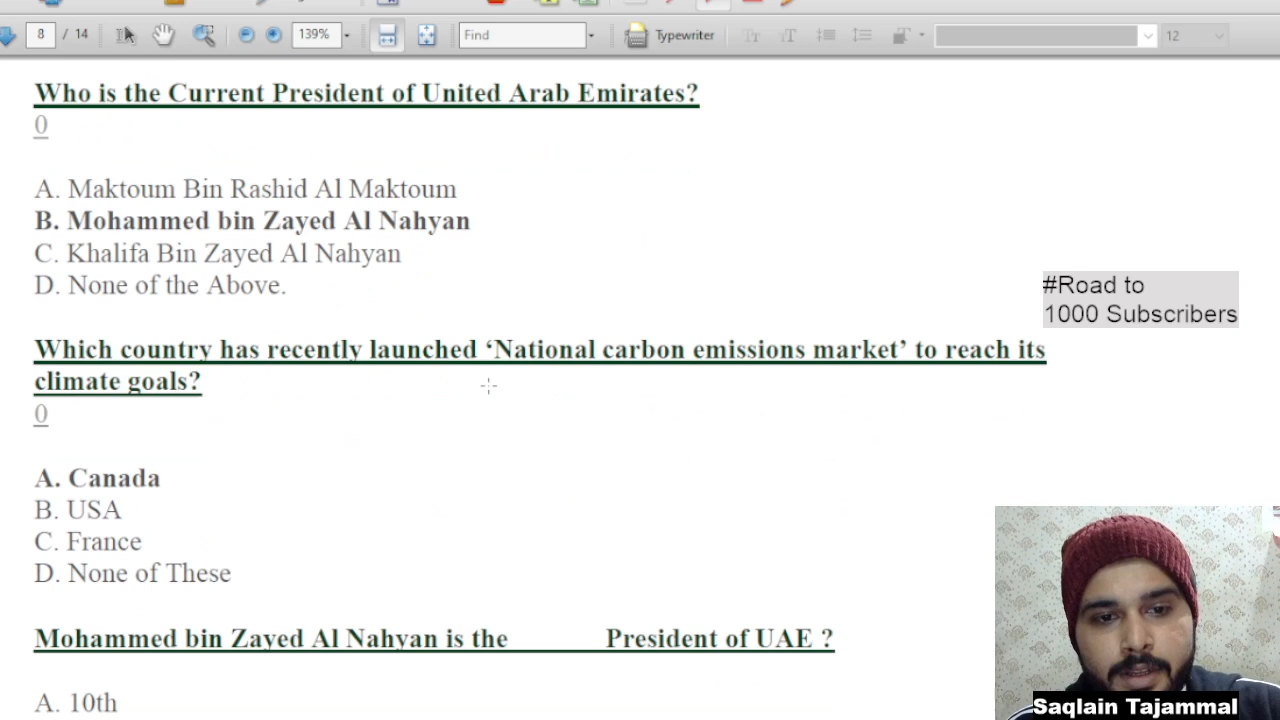 8 / 14
139%
Find
Typewriter
12
Who is the Current President of United Arab Emirates?
0
A. Maktoum Bin Rashid Al Maktoum
B. Mohammed bin Zayed Al Nahyan
C. Khalifa Bin Zayed Al Nahyan
D. None of the Above.
#Road to
1000 Subscribers
Which country has recently launched ‘National carbon emissions market’ to reach its
climate goals?
0
A. Canada
B. USA
C. France
D. None of These
Mohammed bin Zayed Al Nahyan is the ______ President of UAE ?
A. 10th
Saqlain Tajammal